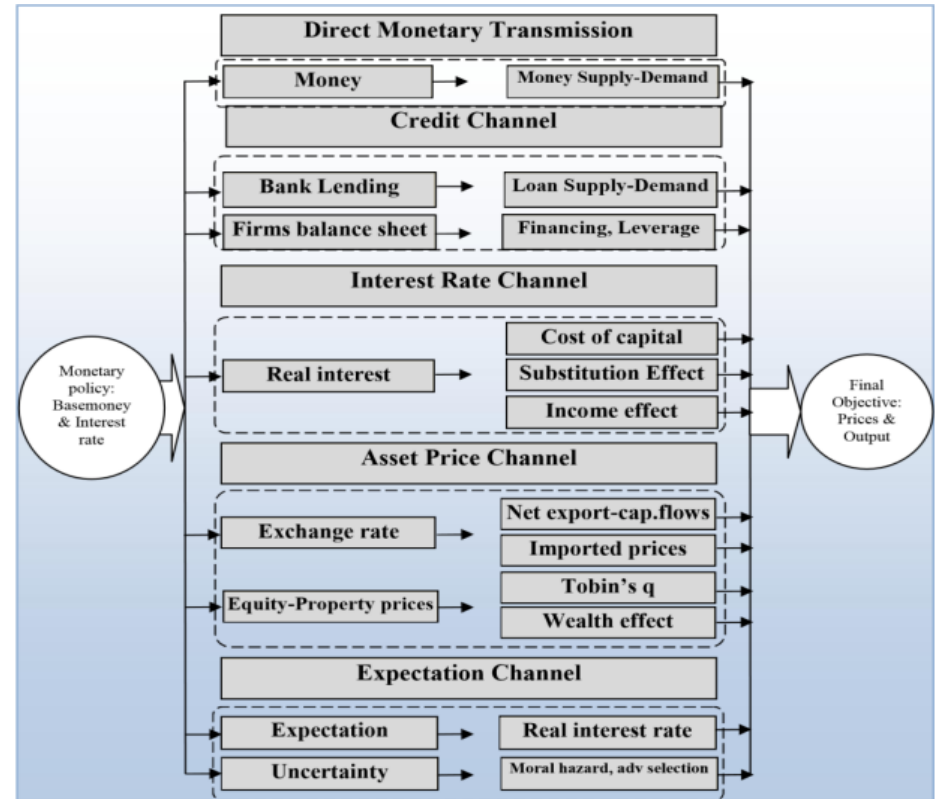 Direct Monetary Transmission
Money
Money Supply-Demand
Credit Channel
Bank Lending
Loan Supply-Demand
Firms balance sheet
Financing, Leverage
Interest Rate Channel
Cost of capital
Real interest
Substitution Effect
Income effect
Monetary
policy:
Basemoney
& Interest
rate
Final
Objective:
Prices &
Output
Asset Price Channel
Exchange rate
Net export-cap.flows
Imported prices
Equity-Property prices
Tobin's q
Wealth effect
Expectation Channel
Expectation
Real interest rate
Uncertainty
Moral hazard, adv selection